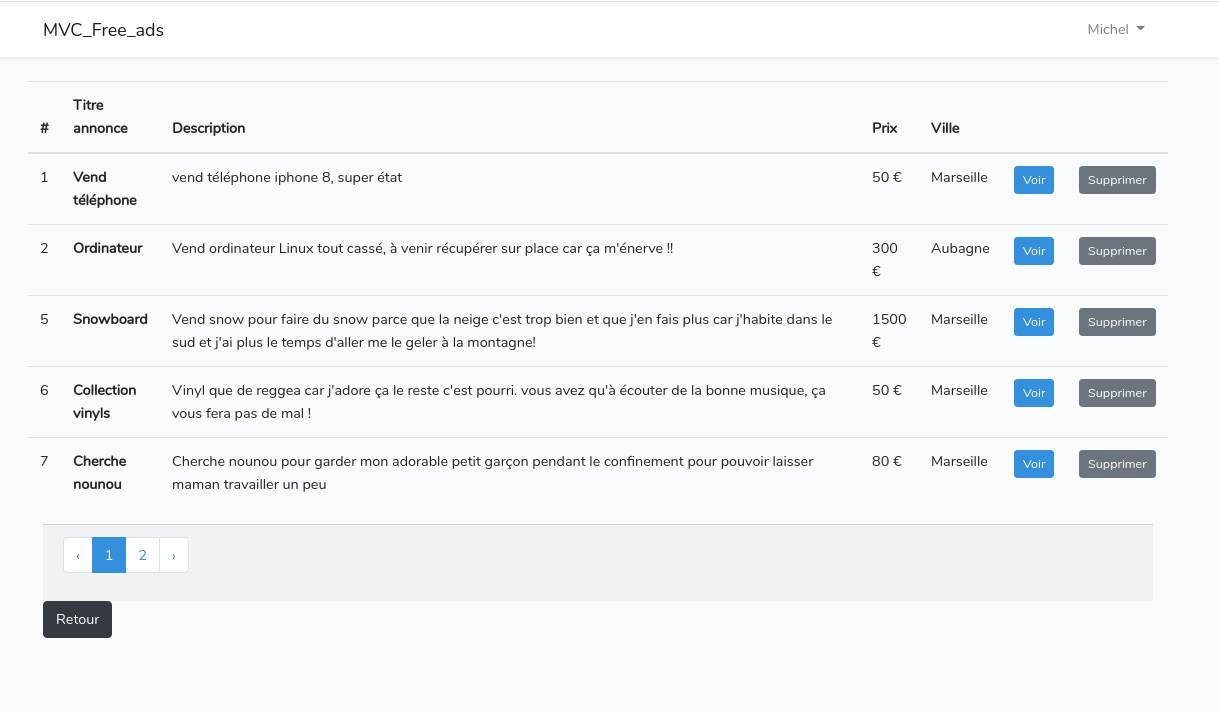 MVC_Free_ads
Michel
Titre
# annonce Description Prix Ville
1 Vend vend téléphone iphone 8, super état 50 € Marseille Voir Supprimer
téléphone
2 Ordinateur Vend ordinateur Linux tout cassé, à venir récupérer sur place car ça m'énerve !! 300 Aubagne Voir Supprimer
€
5 Snowboard Vend snow pour faire du snow parce que la neige c'est trop bien et que j'en fais plus car j'habite dans le 1500 Marseille Voir Supprimer
sud et j'ai plus le temps d'aller me le geler à la montagne! €
6 Collection Vinyl que de reggea car j'adore ça le reste c'est pourri. vous avez qu'à écouter de la bonne musique, ça 50 € Marseille Voir Supprimer
vinyls vous fera pas de mal !
7 Cherche Cherche nounou pour garder mon adorable petit garçon pendant le confinement pour pouvoir laisser 80 € Marseille Voir Supprimer
nounou maman travailler un peu
‹ 1 2 ›
Retour